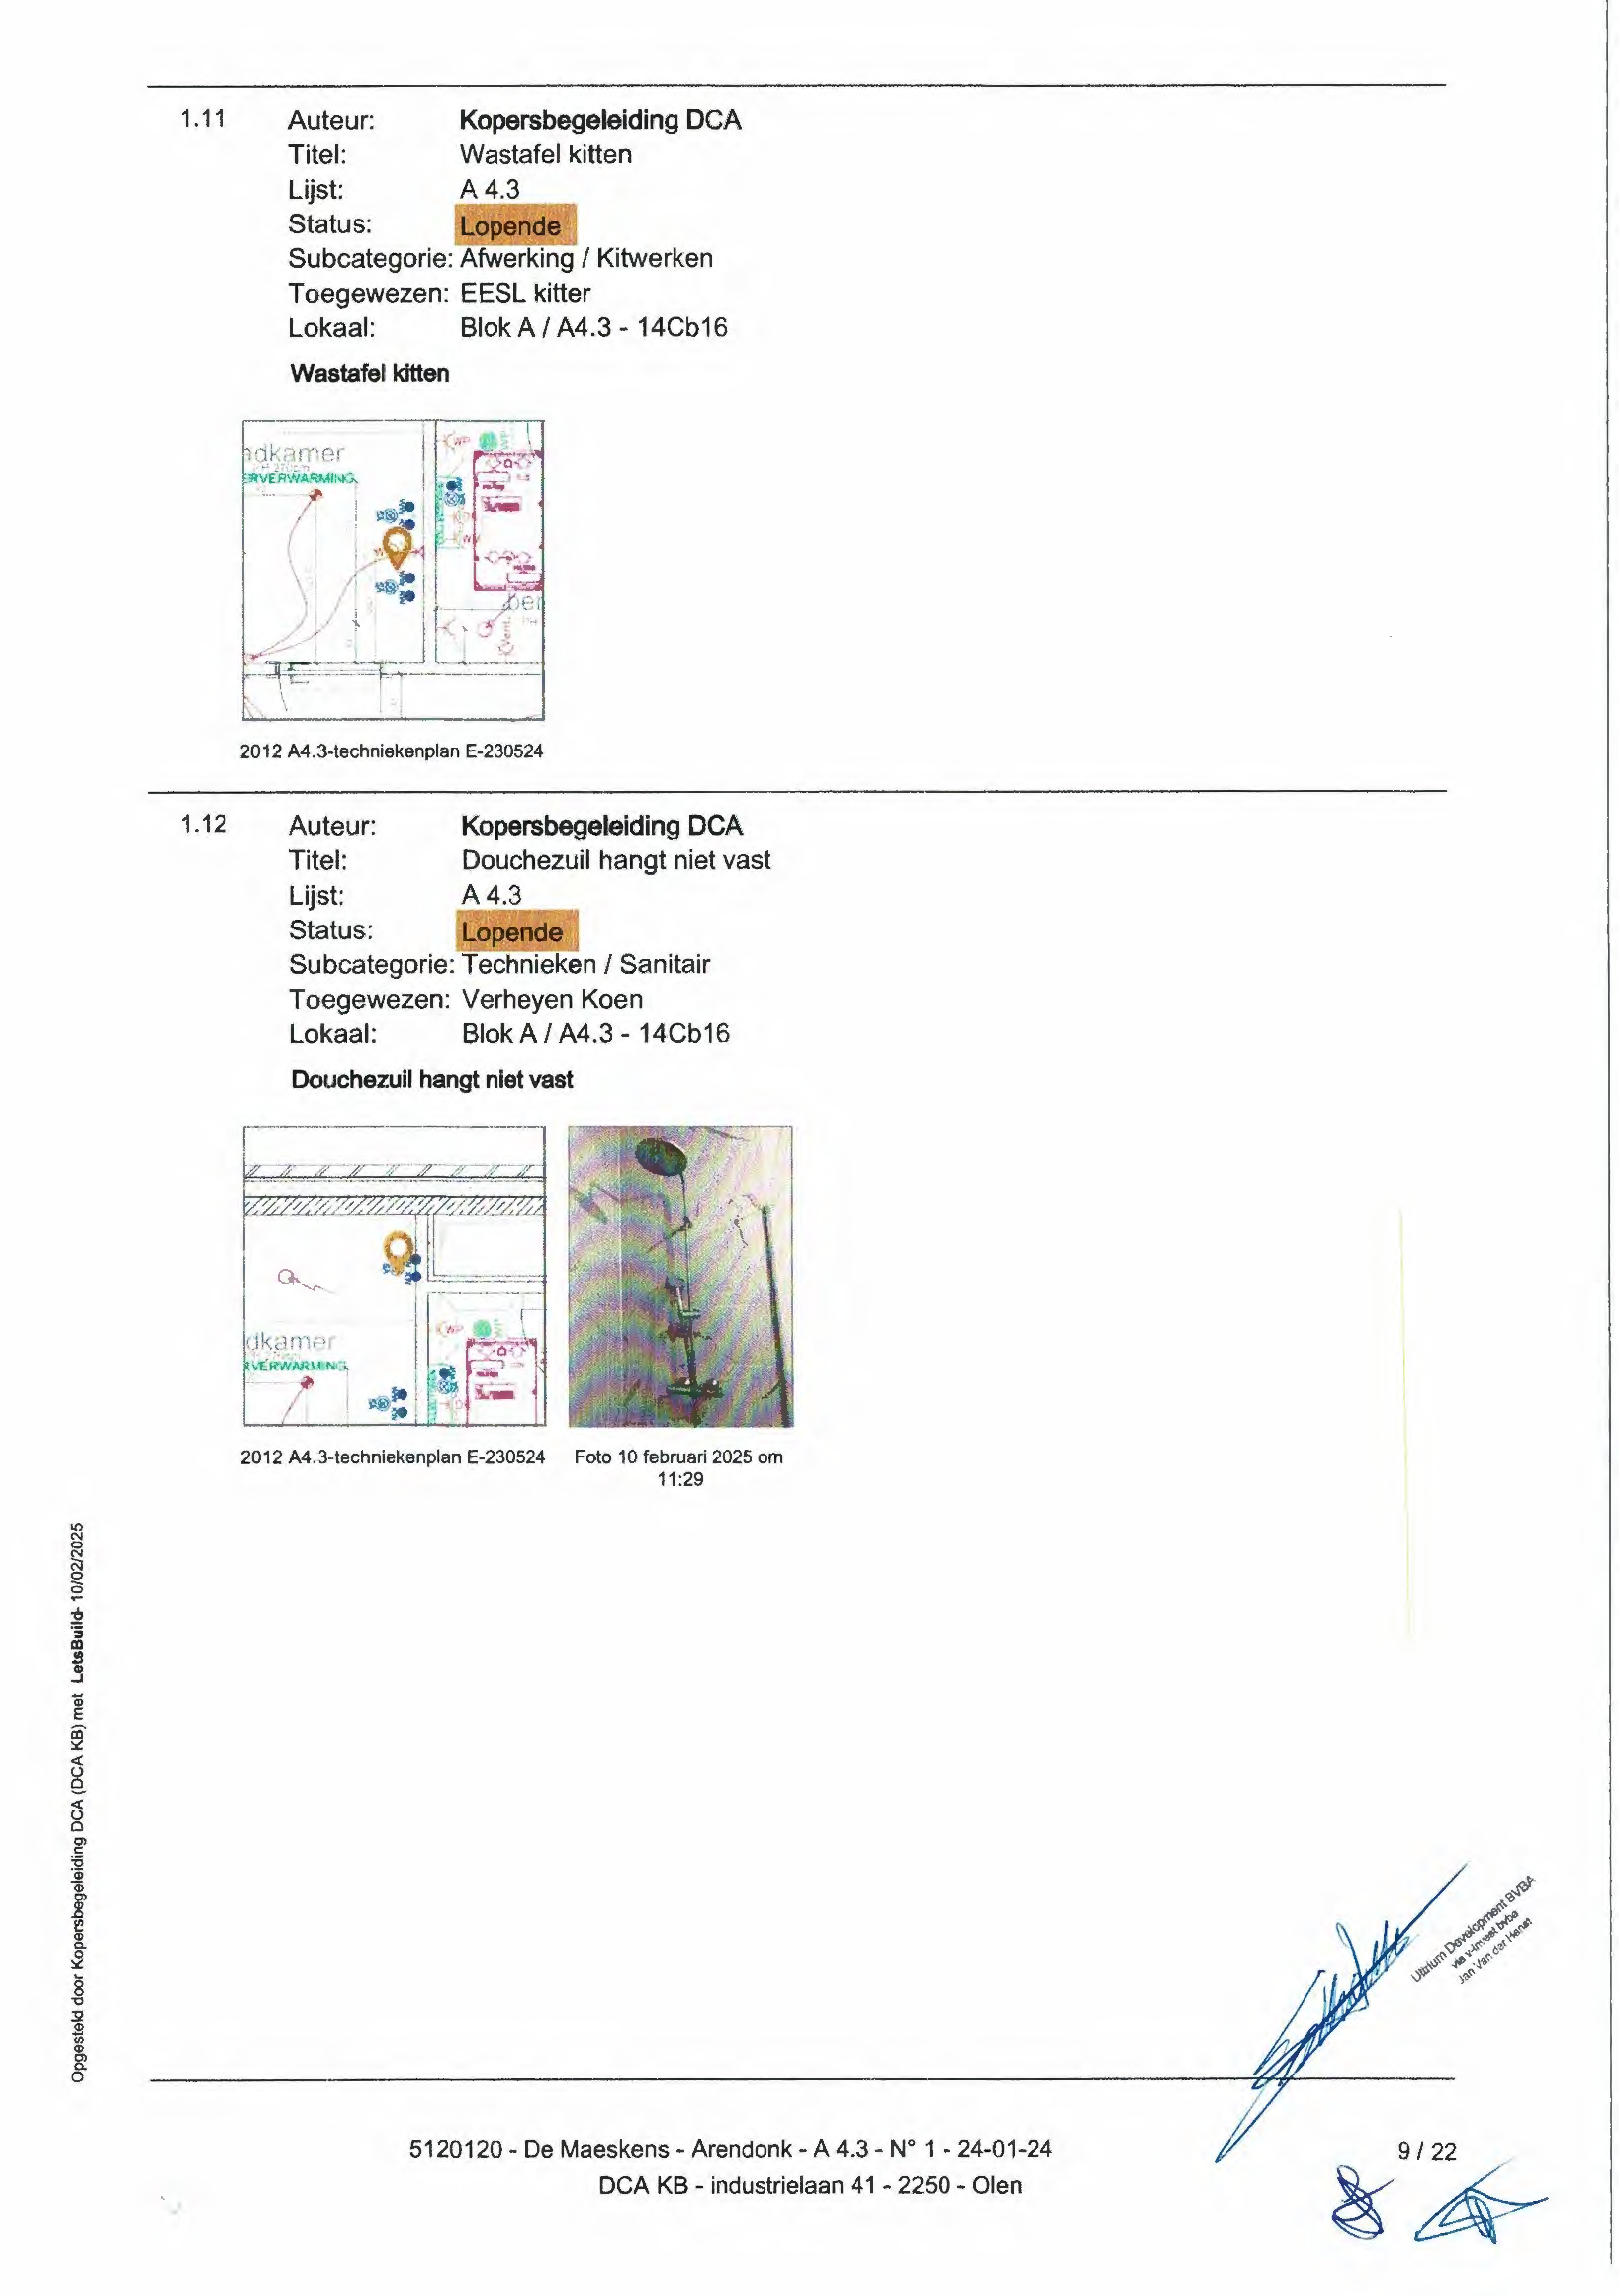 1.11 Auteur: Kopersbegeleiding DCA
Titel: Wastafel kitten
Lijst: A 4.3
Status: Lopende
Subcategorie: Afwerking / Kitwerken
Toegewezen: EESL kitter
Lokaal: Blok A / A4.3 - 14Cb16
Wastafel kitten
dkamer
RVERWARMING
WP
2012 A4.3-techniekenplan E-230524
1.12 Auteur: Kopersbegeleiding DCA
Titel: Douchezuil hangt niet vast
Lijst: A 4.3
Status: Lopende
Subcategorie: Technieken / Sanitair
Toegewezen: Verheyen Koen
Lokaal: Blok A / A4.3 - 14Cb16
Douchezuil hangt niet vast
dkamer
RVERWARMING
WP
2012 A4.3-techniekenplan E-230524
Foto 10 februari 2025 om
11:29
Opgesteld door Kopersbegeleiding DCA (DCA KB) met LetsBuild- 10/02/2025
Ultrium Development BVBA
via v-invest bvba
Jan Van der Henst
5120120 - De Maeskens - Arendonk - A 4.3 - N° 1 - 24-01-24
9 / 22
DCA KB - industrielaan 41 - 2250 - Olen